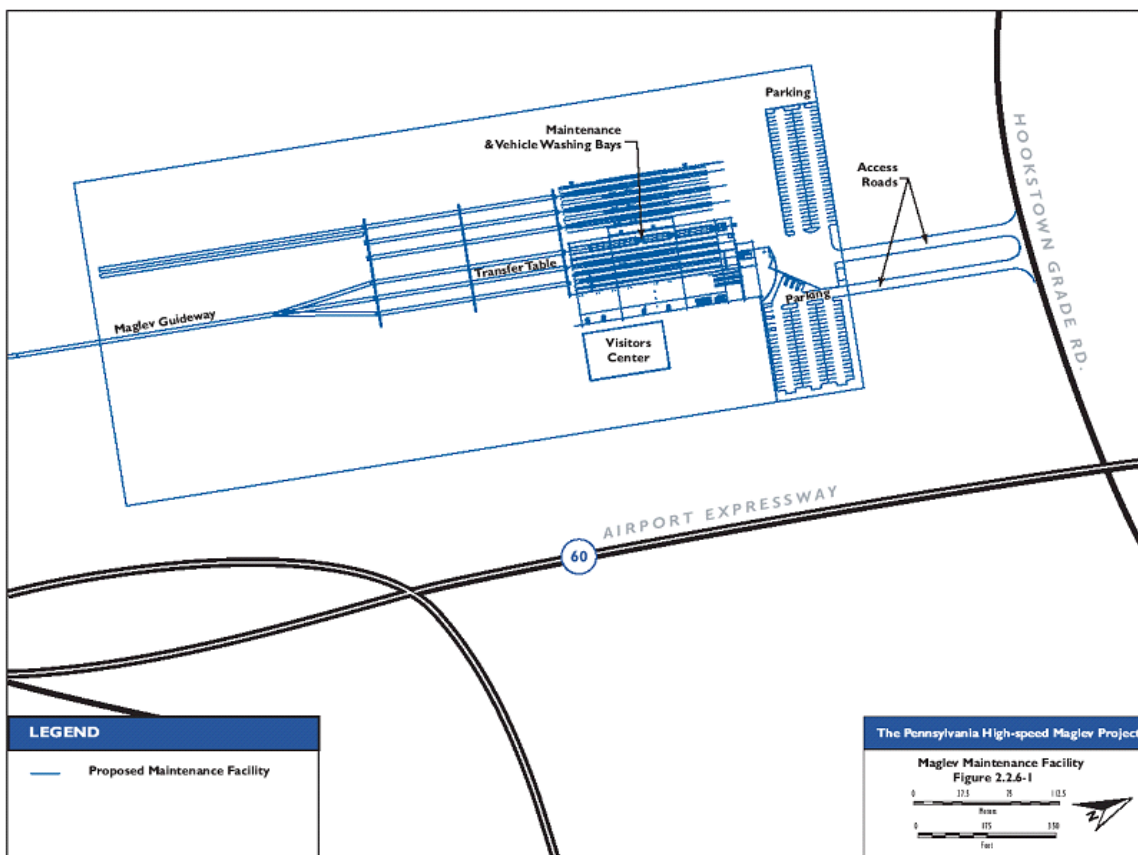 Parking
Maintenance
& Vehicle Washing Bays
Access
Roads
HOOKSTOWN GRADE RD.
Transfer Table
Parking
Maglev Guideway
Visitors
Center
AIRPORT EXPRESSWAY
60
LEGEND
Proposed Maintenance Facility
The Pennsylvania High-speed Maglev Project
Maglev Maintenance Facility
Figure 2.2.6-1
0 37.5 75 112.5
Meters
0 175 350
Feet
N